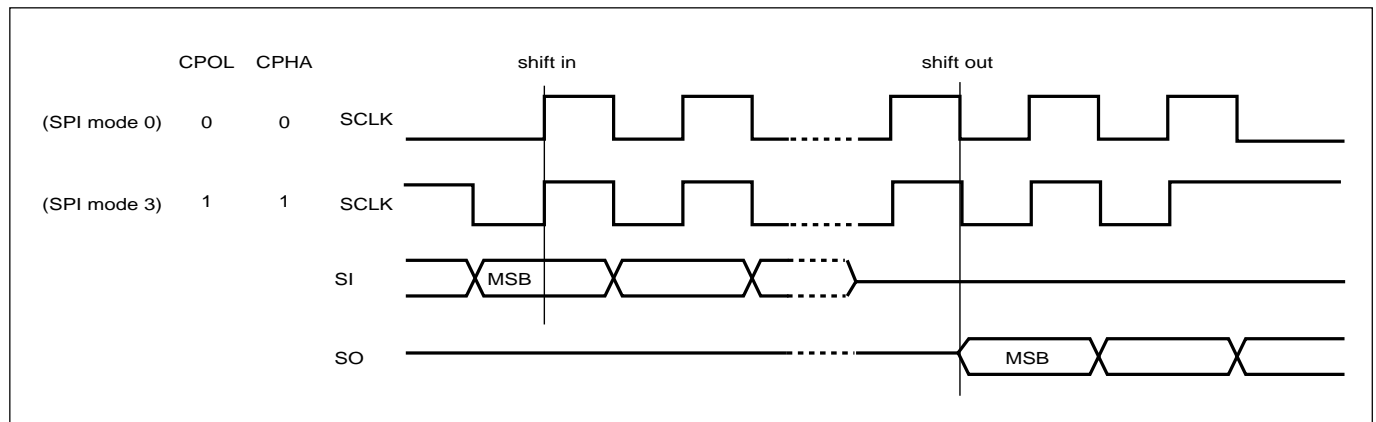 CPOL CPHA shift in shift out
(SPI mode 0) 0 0 SCLK
(SPI mode 3) 1 1 SCLK
SI MSB
SO MSB